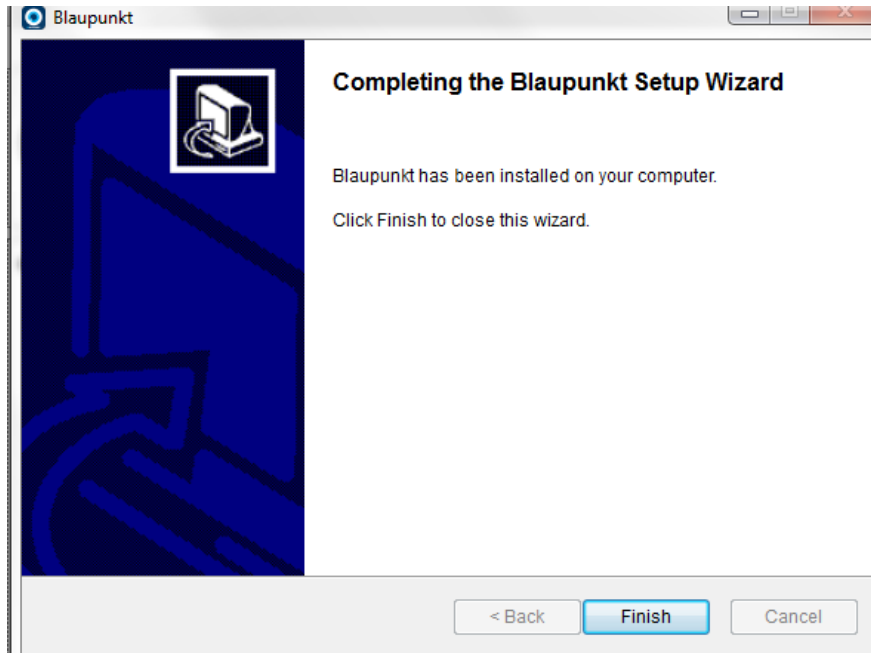 Blaupunkt
Completing the Blaupunkt Setup Wizard
Blaupunkt has been installed on your computer.
Click Finish to close this wizard.
< Back
Finish
Cancel